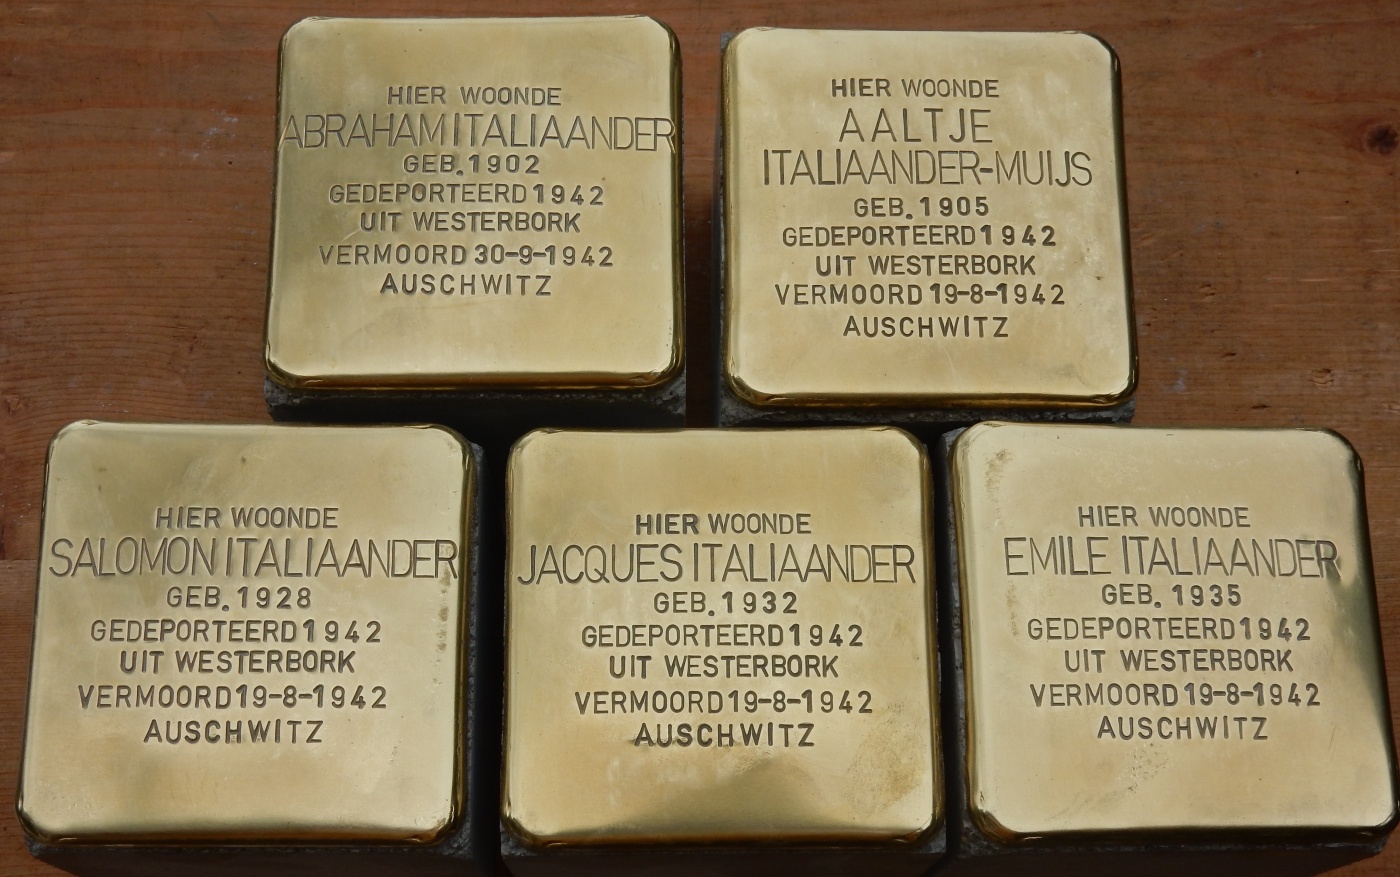 HIER WOONDE
ABRAHAM ITALIAANDER
GEB. 1902
GEDEPORTEERD 1942
UIT WESTERBORK
VERMOORD 30-9-1942
AUSCHWITZ
HIER WOONDE
AALTJE
ITALIAANDER-MUIJS
GEB. 1905
GEDEPORTEERD 1942
UIT WESTERBORK
VERMOORD 19-8-1942
AUSCHWITZ
HIER WOONDE
SALOMON ITALIAANDER
GEB. 1928
GEDEPORTEERD 1942
UIT WESTERBORK
VERMOORD 19-8-1942
AUSCHWITZ
HIER WOONDE
JACQUES ITALIAANDER
GEB. 1932
GEDEPORTEERD 1942
UIT WESTERBORK
VERMOORD 19-8-1942
AUSCHWITZ
HIER WOONDE
EMILE ITALIAANDER
GEB. 1935
GEDEPORTEERD 1942
UIT WESTERBORK
VERMOORD 19-8-1942
AUSCHWITZ